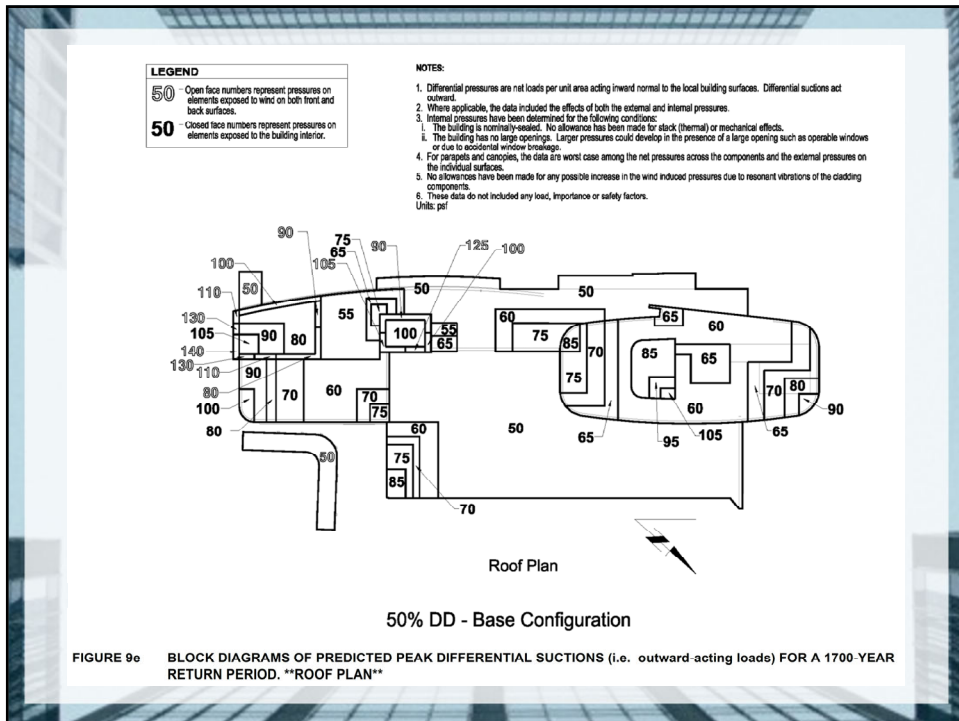 LEGEND
50 - Open face numbers represent pressures on
elements exposed to wind on both front and
back surfaces.
50 - Closed face numbers represent pressures on
elements exposed to the building interior.
NOTES:
1. Differential pressures are net loads per unit area acting inward normal to the local building surfaces. Differential suctions act
outward.
2. Where applicable, the data included the effects of both the external and internal pressures.
3. Internal pressures have been determined for the following conditions:
i. The building is nominally-sealed. No allowance has been made for stack (thermal) or mechanical effects.
ii. The building has no large openings. Larger pressures could develop in the presence of a large opening such as operable windows
or due to accidental window breakage.
4. For parapets and canopies, the data are worst case among the net pressures across the components and the external pressures on
the individual surfaces.
5. No allowances have been made for any possible increase in the wind induced pressures due to resonant vibrations of the cladding
components.
6. These data do not included any load, importance or safety factors.
Units: psf
90 75 90 125 100
65
100 105
50 50 50
110
130 55 60 65 60
105 90 80 100 55 75 85 70 85 65
140 65
130 110 90 75
80 70 60 70 70 80
100 75 60 90
80 60 50 65 95 105 65
50 75
85
70
Roof Plan
50% DD - Base Configuration
FIGURE 9e BLOCK DIAGRAMS OF PREDICTED PEAK DIFFERENTIAL SUCTIONS (i.e. outward-acting loads) FOR A 1700-YEAR
RETURN PERIOD. **ROOF PLAN**